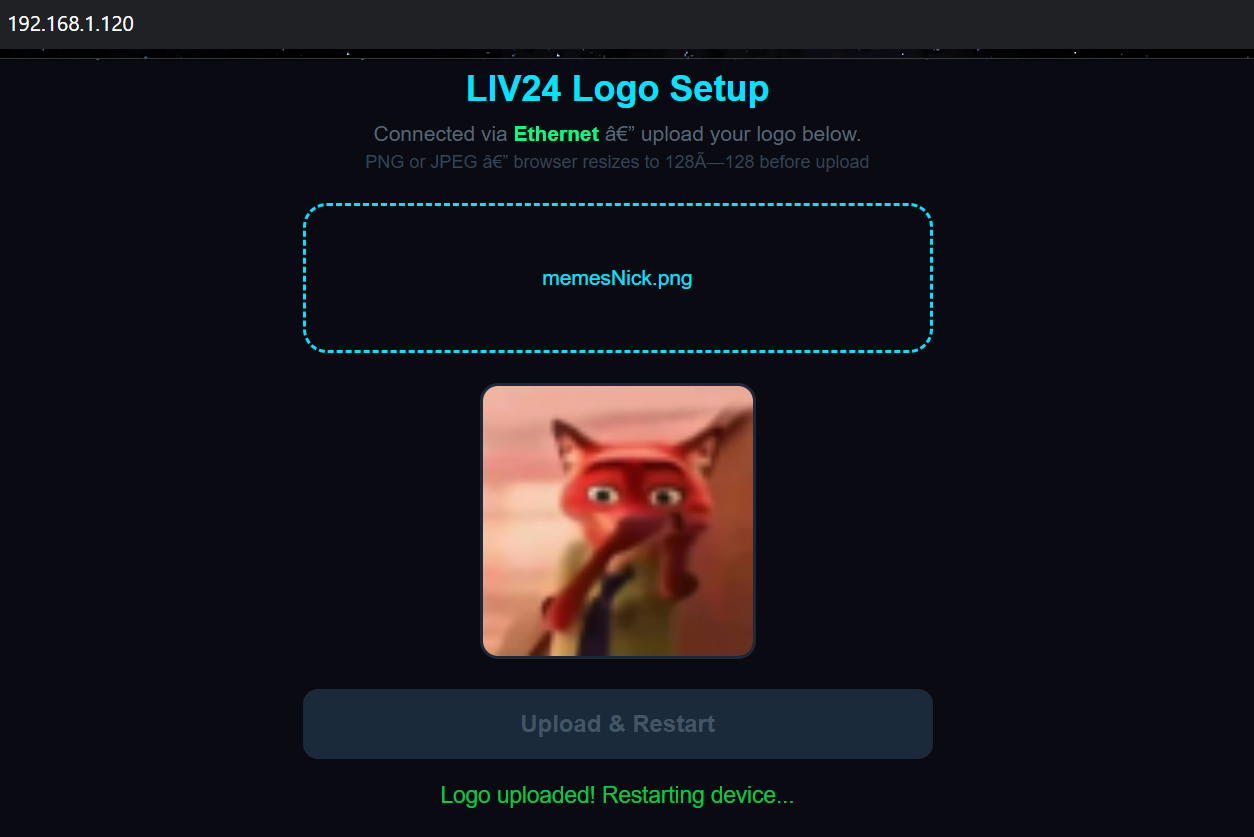 192.168.1.120
LIV24 Logo Setup
Connected via Ethernet â€” upload your logo below.
PNG or JPEG â€” browser resizes to 128Ã—128 before upload
memesNick.png
Upload & Restart
Logo uploaded! Restarting device...